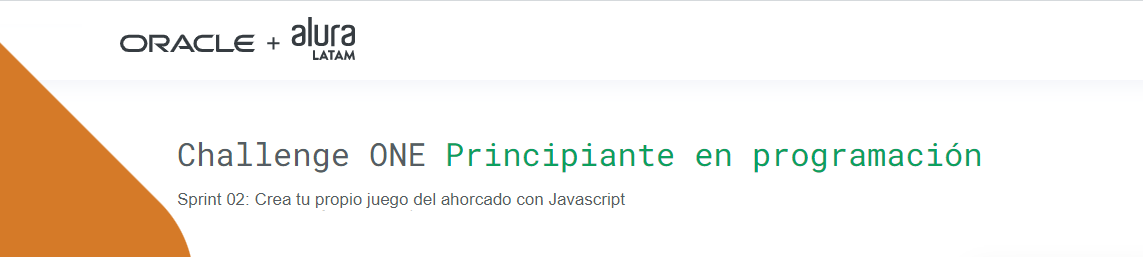 ORACLE + alura
LATAM
Challenge ONE Principiante en programación
Sprint 02: Crea tu propio juego del ahorcado con Javascript